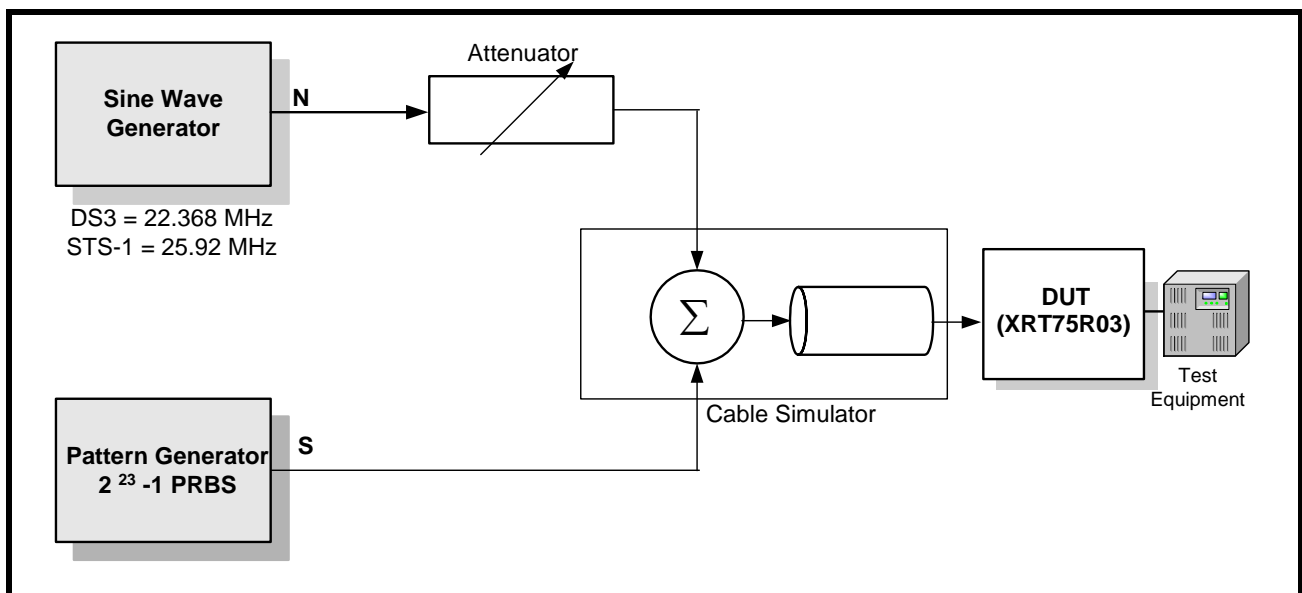 Attenuator
Sine Wave
Generator
N
DS3 = 22.368 MHz
STS-1 = 25.92 MHz
Σ
DUT
(XRT75R03)
Test
Equipment
Cable Simulator
Pattern Generator
2 23 -1 PRBS
S